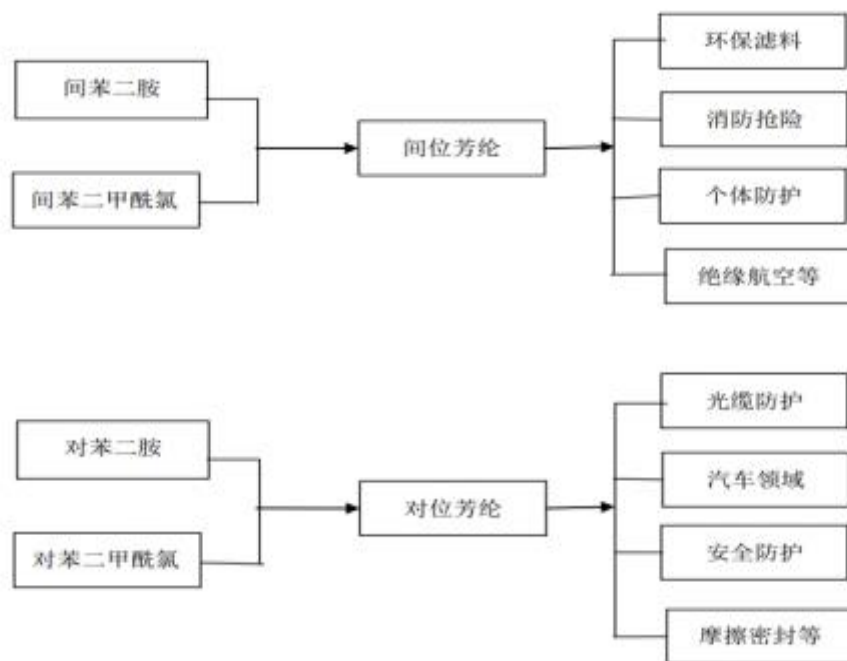 间苯二胺
间苯二甲酰氯
间位芳纶
环保滤料
消防抢险
个体防护
绝缘航空等
对苯二胺
对苯二甲酰氯
对位芳纶
光缆防护
汽车领域
安全防护
摩擦密封等